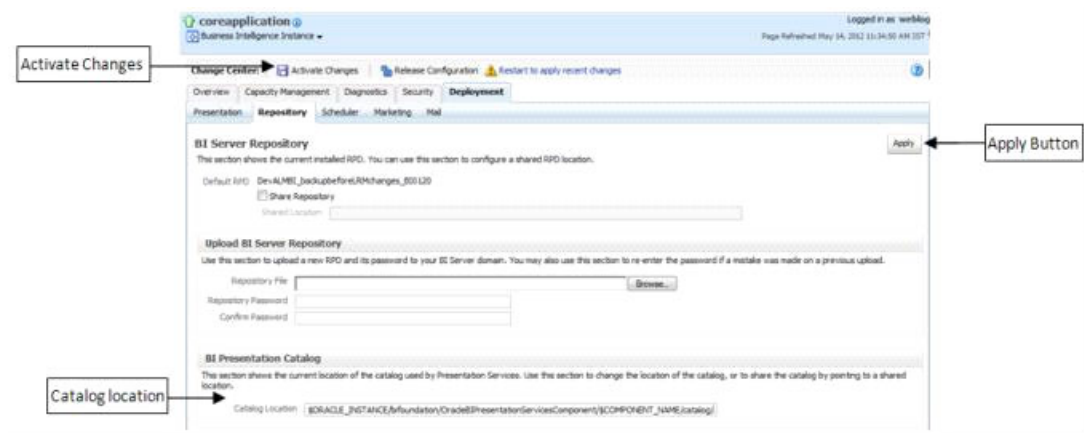 coreapplication
Logged in as weblog
Business Intelligence Instance
Page Refreshed May 14, 2012 11:34:50 AM IST
Activate Changes
Change Center:
Activate Changes
Release Configuration
Restart to apply recent changes
Overview
Capacity Management
Diagnostics
Security
Deployment
Presentation
Repository
Scheduler
Marketing
Mail
BI Server Repository
Apply
Apply Button
This section shows the current installed RPD. You can use this section to configure a shared RPD location.
Default RPD
Share Repository
Shared Location
Upload BI Server Repository
Use this section to upload a new RPD and its password to your BI Server domain. You may also use this section to re-enter the password if a mistake was made on a previous upload.
Repository File
Browse..
Repository Password
Confirm Password
BI Presentation Catalog
This section shows the current location of the catalog used by Presentation Services. Use this section to change the location of the catalog, or to share the catalog by pointing to a shared
location.
Catalog location
Catalog Location
$ORACLE_INSTANCE/bifoundation/OracleBIPresentationServicesComponent/$COMPONENT_NAME/catalog/